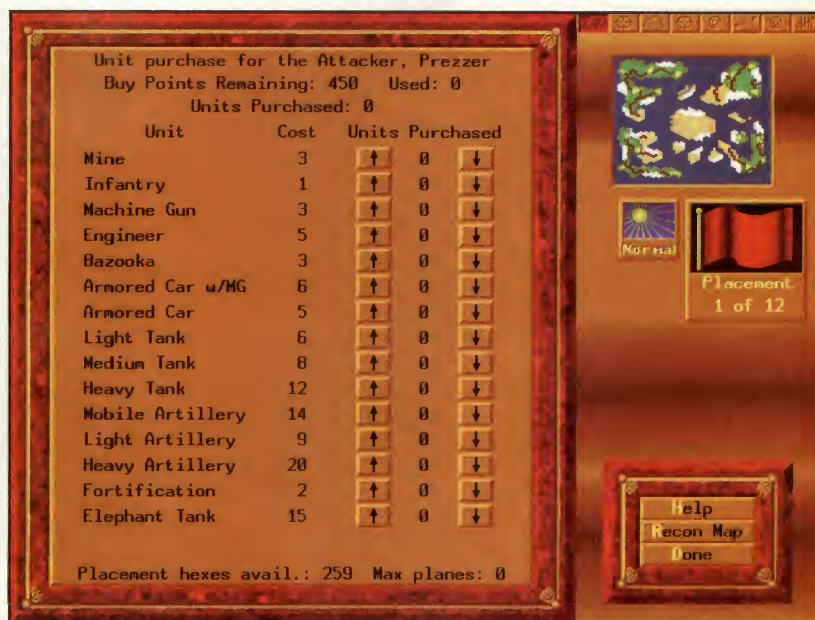 Unit purchase for the Attacker, Prezzer
Buy Points Remaining: 450 Used: 0
Units Purchased: 0
Unit Cost Units Purchased
Mine 3 0
Infantry 1 0
Machine Gun 3 0
Engineer 5 0
Bazooka 3 0
Armored Car w/MG 6 0
Armored Car 5 0
Light Tank 6 0
Medium Tank 8 0
Heavy Tank 12 0
Mobile Artillery 14 0
Light Artillery 9 0
Heavy Artillery 20 0
Fortification 2 0
Elephant Tank 15 0
Placement hexes avail.: 259 Max planes: 0
Normal
Placement
1 of 12
Help
Recon Map
Done